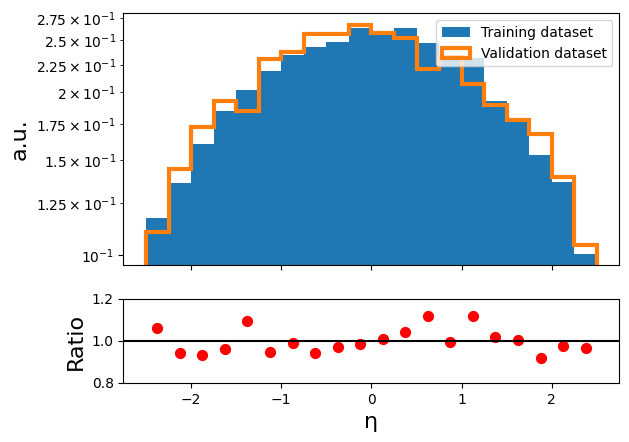 2.75 × 10⁻¹
2.5 × 10⁻¹
2.25 × 10⁻¹
2 × 10⁻¹
1.75 × 10⁻¹
1.5 × 10⁻¹
1.25 × 10⁻¹
10⁻¹
a.u.
Training dataset
Validation dataset
1.2
1.0
0.8
Ratio
−2 −1 0 1 2
η